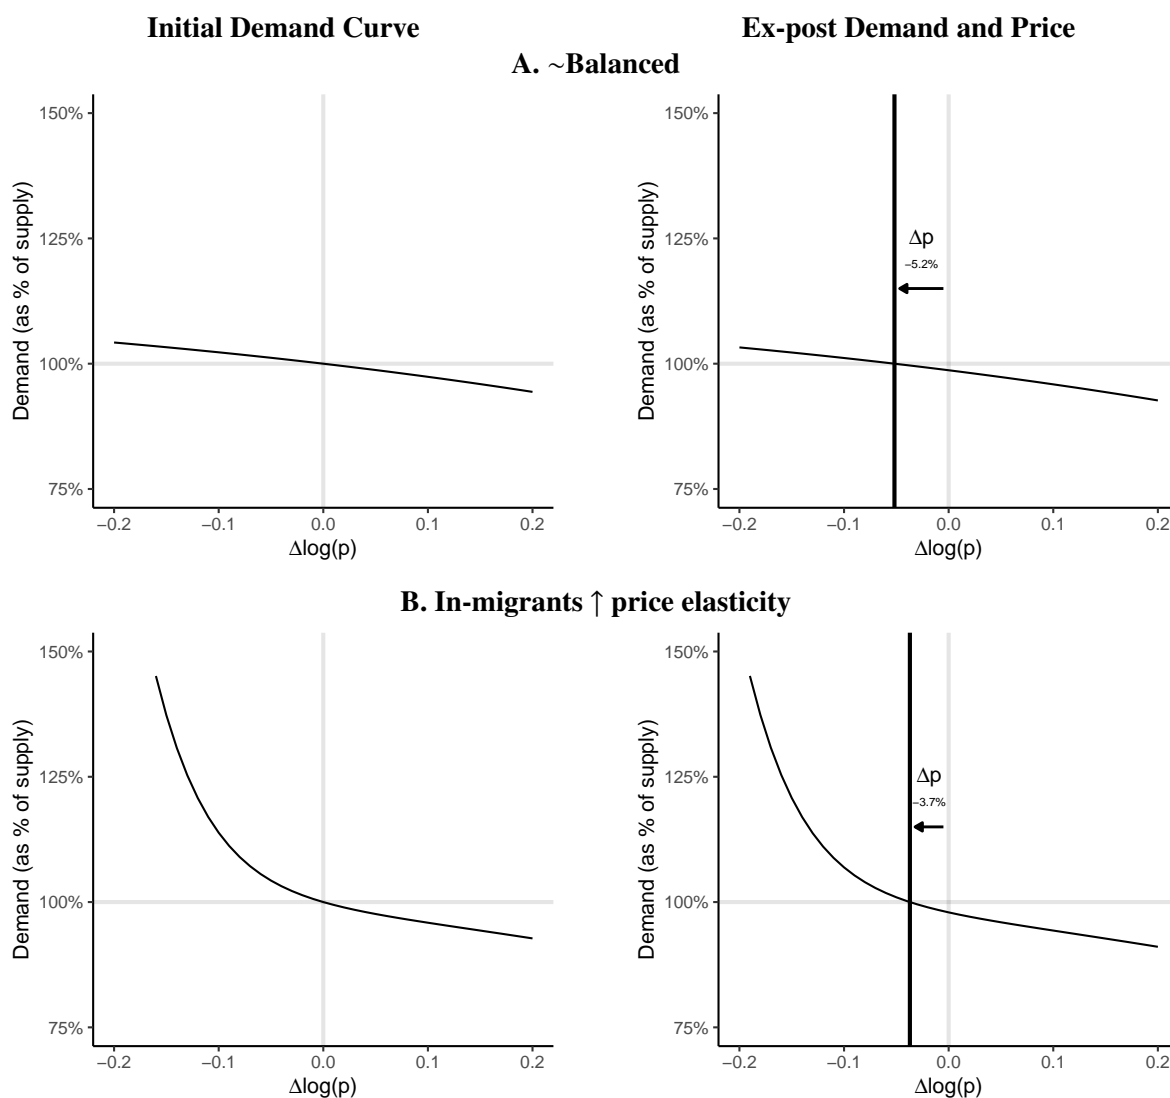 Initial Demand Curve
Ex-post Demand and Price
A. ~Balanced
Demand (as % of supply)
150%
125%
100%
75%
−0.2
−0.1
0.0
0.1
0.2
Δlog(p)
Demand (as % of supply)
150%
125%
100%
75%
Δp
−5.2%
−0.2
−0.1
0.0
0.1
0.2
Δlog(p)
B. In-migrants ↑ price elasticity
Demand (as % of supply)
150%
125%
100%
75%
−0.2
−0.1
0.0
0.1
0.2
Δlog(p)
Demand (as % of supply)
150%
125%
100%
75%
Δp
−3.7%
−0.2
−0.1
0.0
0.1
0.2
Δlog(p)